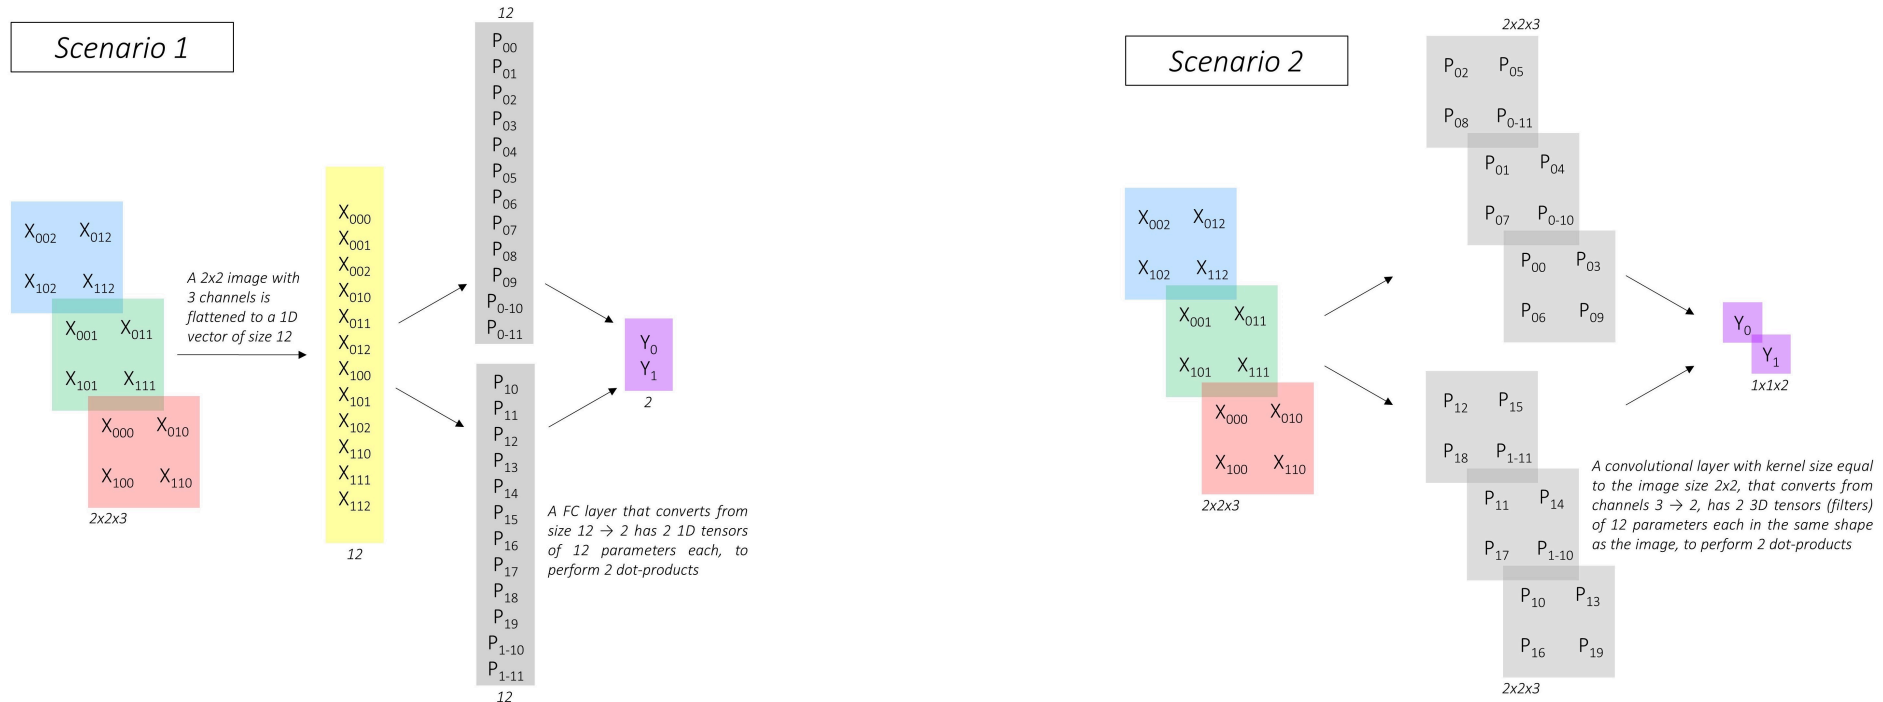 Scenario 1
X002 X012
X102 X112
X001 X011
X101 X111
X000 X010
X100 X110
2x2x3
A 2x2 image with
3 channels is
flattened to a 1D
vector of size 12
X000
X001
X002
X010
X011
X012
X100
X101
X102
X110
X111
X112
12
12
P00
P01
P02
P03
P04
P05
P06
P07
P08
P09
P0-10
P0-11
P10
P11
P12
P13
P14
P15
P16
P17
P18
P19
P1-10
P1-11
12
Y0
Y1
2
A FC layer that converts from
size 12 → 2 has 2 1D tensors
of 12 parameters each, to
perform 2 dot-products
Scenario 2
X002 X012
X102 X112
X001 X011
X101 X111
X000 X010
X100 X110
2x2x3
2x2x3
P02 P05
P08 P0-11
P01 P04
P07 P0-10
P00 P03
P06 P09
P12 P15
P18 P1-11
P11 P14
P17 P1-10
P10 P13
P16 P19
2x2x3
Y0
Y1
1x1x2
A convolutional layer with kernel size equal
to the image size 2x2, that converts from
channels 3 → 2, has 2 3D tensors (filters)
of 12 parameters each in the same shape
as the image, to perform 2 dot-products